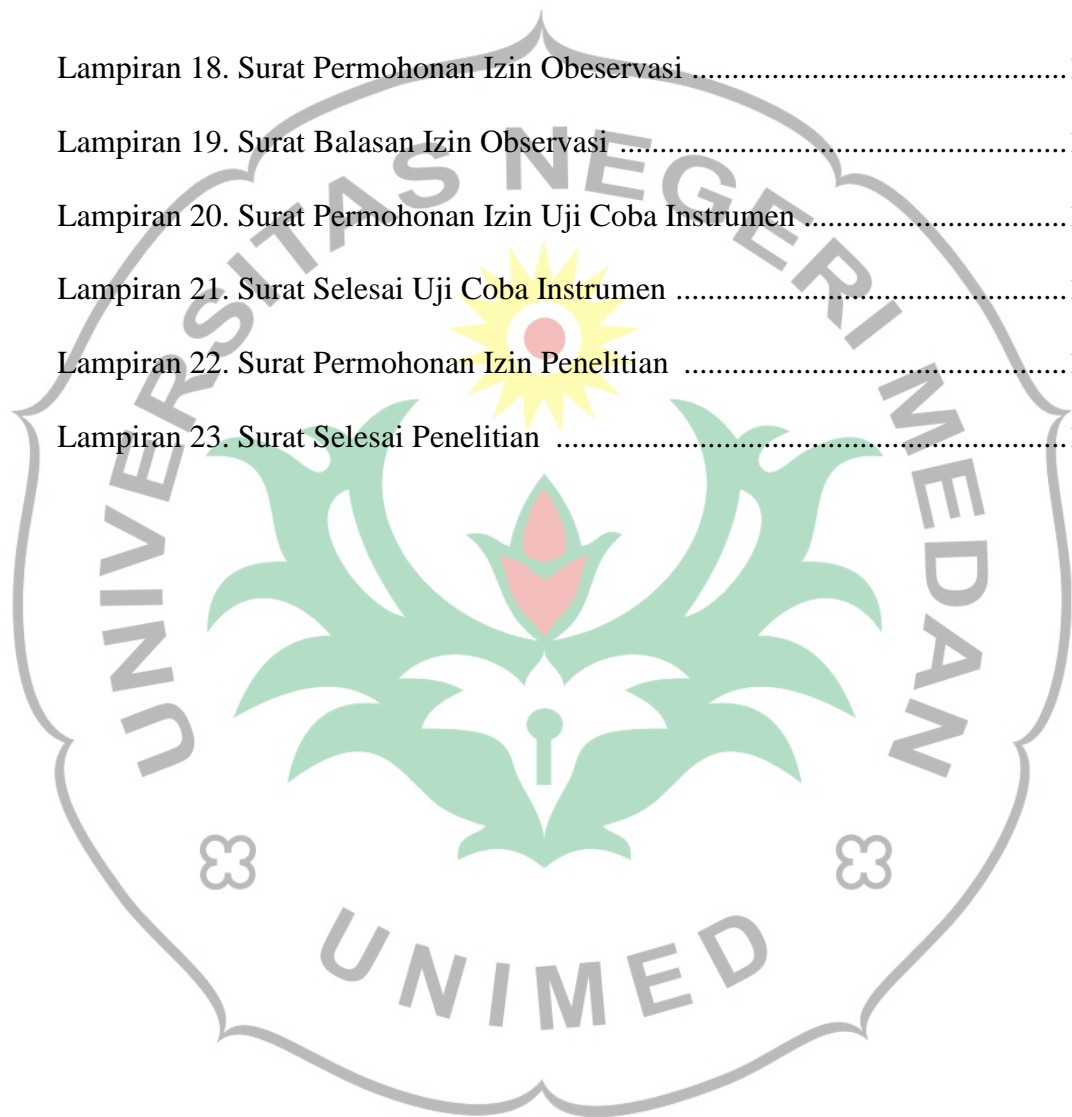 Lampiran 18. Surat Permohonan Izin Obeservasi ...............................................
Lampiran 19. Surat Balasan Izin Observasi ........................................................
Lampiran 20. Surat Permohonan Izin Uji Coba Instrumen .................................
Lampiran 21. Surat Selesai Uji Coba Instrumen .................................................
Lampiran 22. Surat Permohonan Izin Penelitian ................................................
Lampiran 23. Surat Selesai Penelitian ................................................................
UNIVERSITAS NEGERI MEDAN
UNIMED